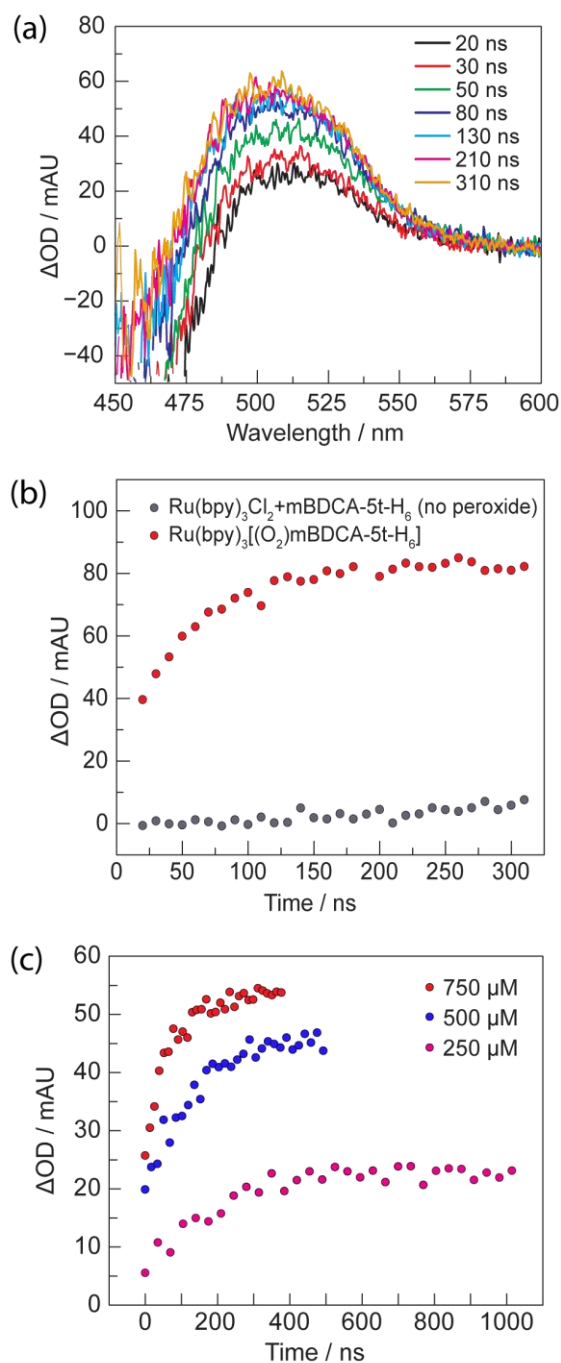 (a)
80
60
40
20
0
−20
−40
ΔOD / mAU
20 ns
30 ns
50 ns
80 ns
130 ns
210 ns
310 ns
450 475 500 525 550 575 600
Wavelength / nm
(b)
100
80
60
40
20
0
ΔOD / mAU
Ru(bpy)₃Cl₂+mBDCA-5t-H₆ (no peroxide)
Ru(bpy)₃[(O₂)mBDCA-5t-H₆]
0 50 100 150 200 250 300
Time / ns
(c)
60
50
40
30
20
10
0
ΔOD / mAU
750 µM
500 µM
250 µM
0 200 400 600 800 1000
Time / ns